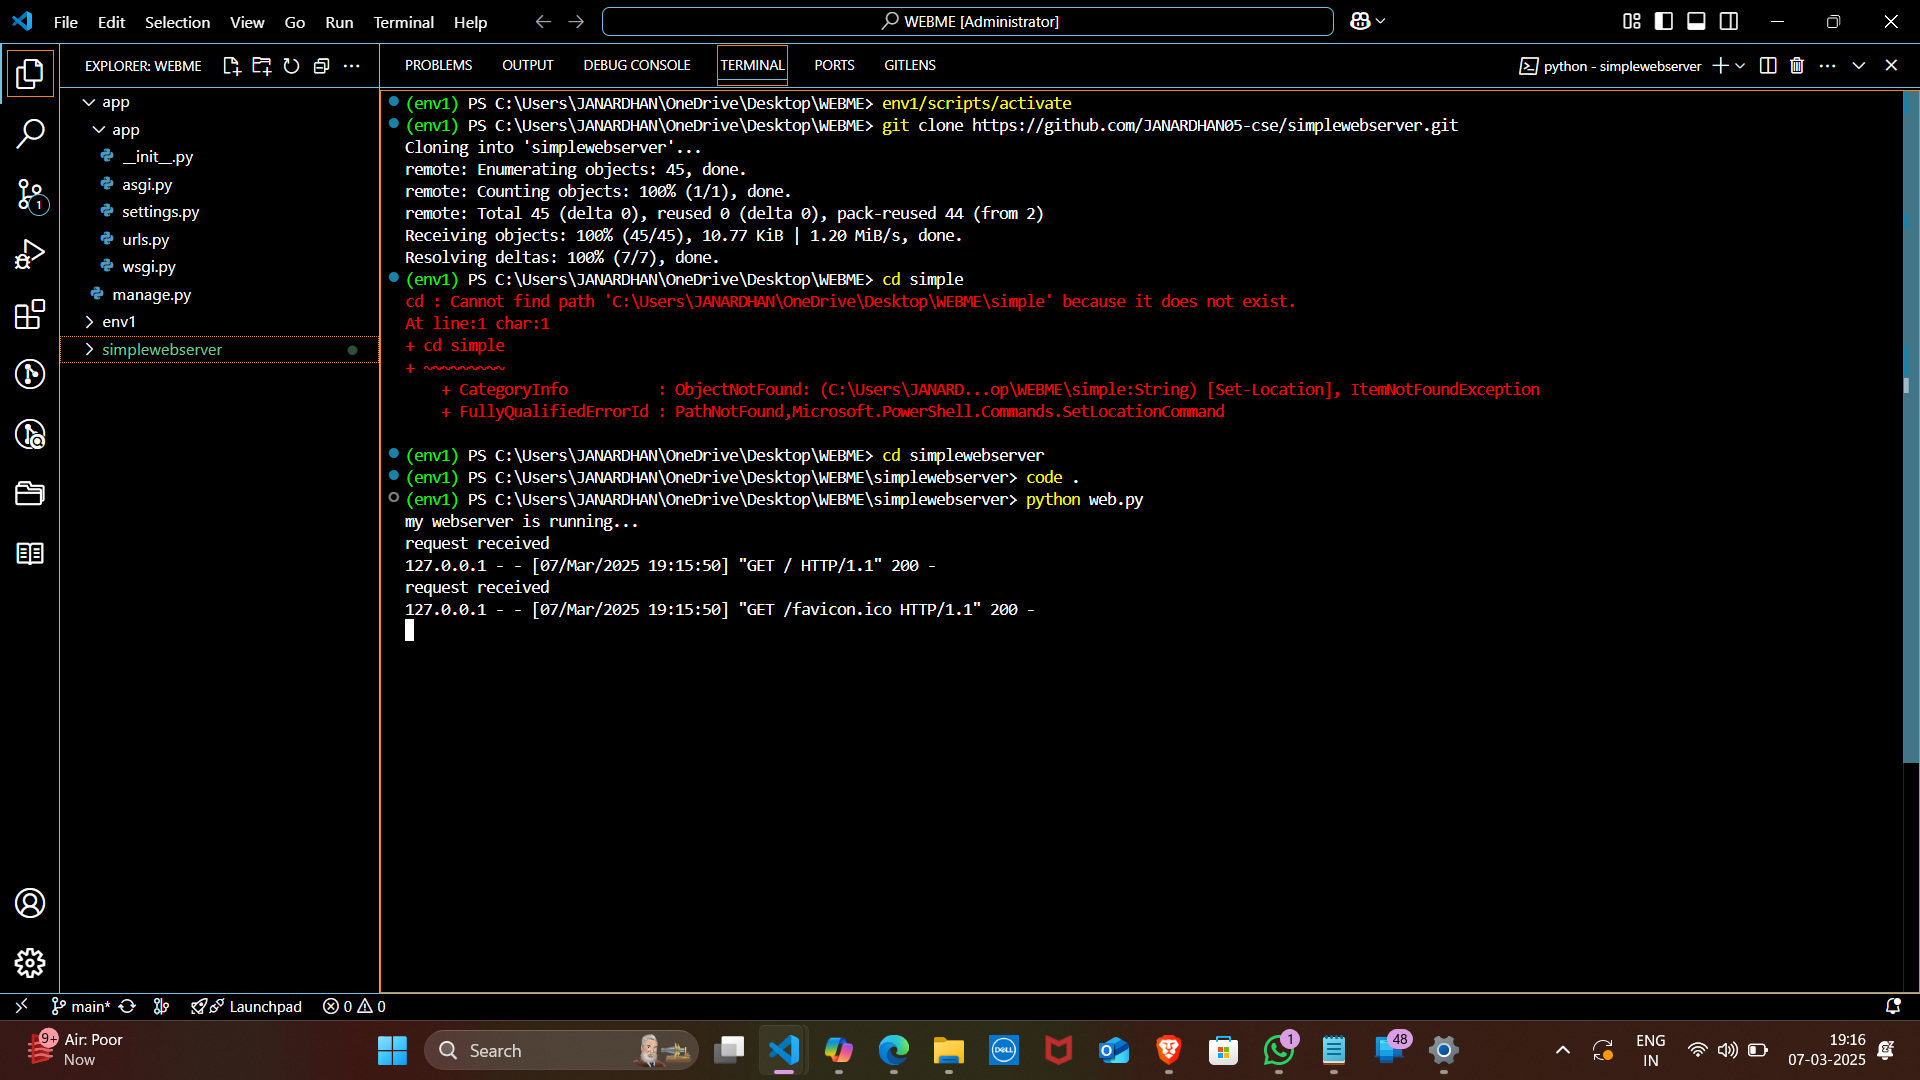 File Edit Selection View Go Run Terminal Help
WEBME [Administrator]
EXPLORER: WEBME
app
app
__init__.py
asgi.py
settings.py
urls.py
wsgi.py
manage.py
env1
simplewebserver
1
PROBLEMS OUTPUT DEBUG CONSOLE TERMINAL PORTS GITLENS
python - simplewebserver
(env1) PS C:\Users\JANARDHAN\OneDrive\Desktop\WEBME> env1/scripts/activate
(env1) PS C:\Users\JANARDHAN\OneDrive\Desktop\WEBME> git clone https://github.com/JANARDHAN05-cse/simplewebserver.git
Cloning into 'simplewebserver'...
remote: Enumerating objects: 45, done.
remote: Counting objects: 100% (1/1), done.
remote: Total 45 (delta 0), reused 0 (delta 0), pack-reused 44 (from 2)
Receiving objects: 100% (45/45), 10.77 KiB | 1.20 MiB/s, done.
Resolving deltas: 100% (7/7), done.
(env1) PS C:\Users\JANARDHAN\OneDrive\Desktop\WEBME> cd simple
cd : Cannot find path 'C:\Users\JANARDHAN\OneDrive\Desktop\WEBME\simple' because it does not exist.
At line:1 char:1
+ cd simple
+ ~~~~~~~~~
+ CategoryInfo : ObjectNotFound: (C:\Users\JANARD...op\WEBME\simple:String) [Set-Location], ItemNotFoundException
+ FullyQualifiedErrorId : PathNotFound,Microsoft.PowerShell.Commands.SetLocationCommand
(env1) PS C:\Users\JANARDHAN\OneDrive\Desktop\WEBME> cd simplewebserver
(env1) PS C:\Users\JANARDHAN\OneDrive\Desktop\WEBME\simplewebserver> code .
(env1) PS C:\Users\JANARDHAN\OneDrive\Desktop\WEBME\simplewebserver> python web.py
my webserver is running...
request received
127.0.0.1 - - [07/Mar/2025 19:15:50] "GET / HTTP/1.1" 200 -
request received
127.0.0.1 - - [07/Mar/2025 19:15:50] "GET /favicon.ico HTTP/1.1" 200 -
main* Launchpad 0 0
9+ Air: Poor
Now
Search
DELL
1
48
ENG
IN
19:16
07-03-2025